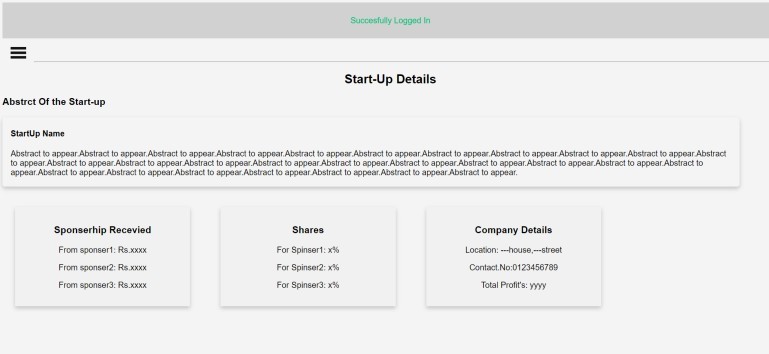 Succesfully Logged In
Start-Up Details
Abstrct Of the Start-up
StartUp Name
Abstract to appear.Abstract to appear.Abstract to appear.Abstract to appear.Abstract to appear.Abstract to appear.Abstract to appear.Abstract to appear.Abstract to appear.Abstract to appear.Abstract
to appear.Abstract to appear.Abstract to appear.Abstract to appear.Abstract to appear.Abstract to appear.Abstract to appear.Abstract to appear.Abstract to appear.Abstract to appear.Abstract to
appear.Abstract to appear.Abstract to appear.Abstract to appear.Abstract to appear.Abstract to appear.Abstract to appear.Abstract to appear.
Sponserhip Recevied
From sponser1: Rs.xxxx
From sponser2: Rs.xxxx
From sponser3: Rs.xxxx
Shares
For Spinser1: x%
For Spinser2: x%
For Spinser3: x%
Company Details
Location: ---house,---street
Contact.No:0123456789
Total Profit's: yyyy